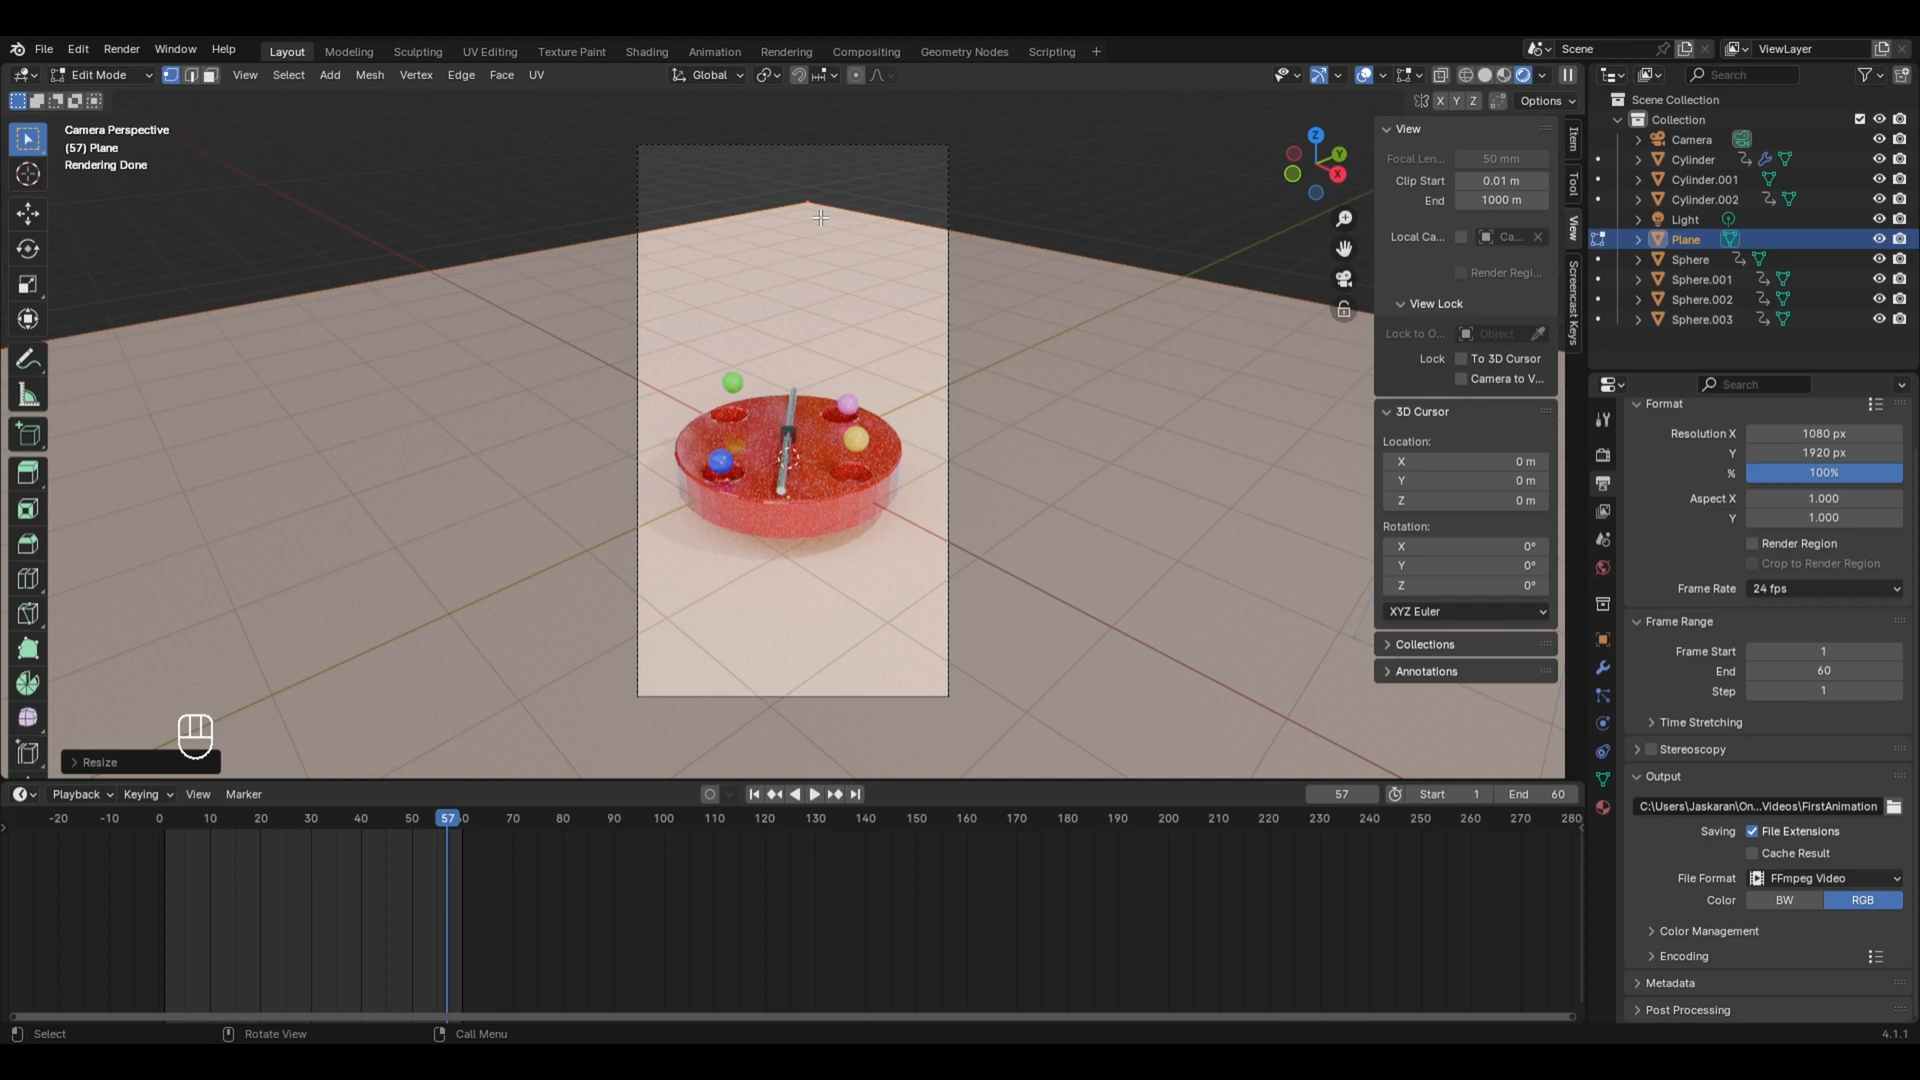 File Edit Render Window Help Layout Modeling Sculpting UV Editing Texture Paint Shading Animation Rendering Compositing Geometry Nodes Scripting + Scene ViewLayer
Edit Mode View Select Add Mesh Vertex Edge Face UV Global Search
X Y Z Options
Camera Perspective
(57) Plane
Rendering Done
Z
Y
X
View
Focal Len... 50 mm
Clip Start 0.01 m
End 1000 m
Local Ca... Ca...
Render Regi...
View Lock
Lock to O... Object
Lock To 3D Cursor
Camera to V...
3D Cursor
Location:
X 0 m
Y 0 m
Z 0 m
Rotation:
X 0°
Y 0°
Z 0°
XYZ Euler
Collections
Annotations
Item
Tool
View
Screencast Keys
Scene Collection
Collection
Camera
Cylinder
Cylinder.001
Cylinder.002
Light
Plane
Sphere
Sphere.001
Sphere.002
Sphere.003
Search
Format
Resolution X 1080 px
Y 1920 px
% 100%
Aspect X 1.000
Y 1.000
Render Region
Crop to Render Region
Frame Rate 24 fps
Frame Range
Frame Start 1
End 60
Step 1
Time Stretching
Stereoscopy
Output
C:\Users\Jaskaran\On...Videos\FirstAnimation
Saving File Extensions
Cache Result
File Format FFmpeg Video
Color BW RGB
Color Management
Encoding
Metadata
Post Processing
Resize
Playback Keying View Marker 57 Start 1 End 60
-20 -10 0 10 20 30 40 50 57 70 80 90 100 110 120 130 140 150 160 170 180 190 200 210 220 230 240 250 260 270 280
Select Rotate View Call Menu 4.1.1